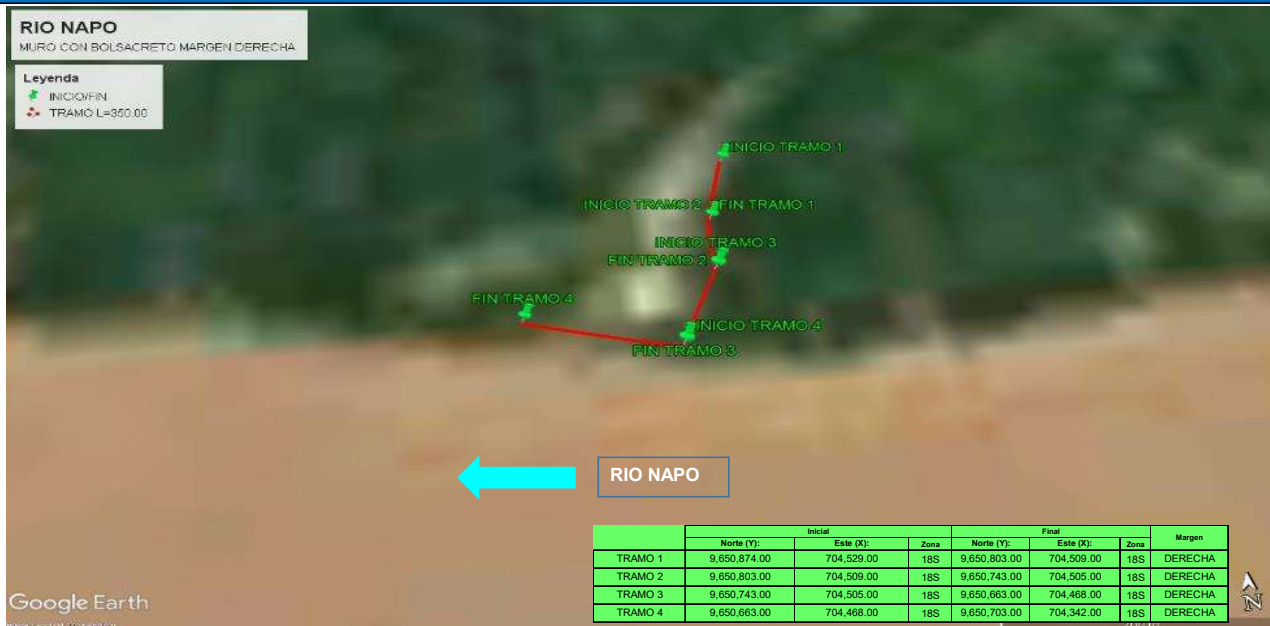 RIO NAPO
MURO CON BOLSACRETO MARGEN DERECHA
Leyenda
INICIO/FIN
TRAMO L=350.00
INICIO TRAMO 1
INICIO TRAMO 2 FIN TRAMO 1
INICIO TRAMO 3
FIN TRAMO 2
FIN TRAMO 4
INICIO TRAMO 4
FIN TRAMO 3
RIO NAPO
Inicial Final Margen
Norte (Y): Este (X): Zona Norte (Y): Este (X): Zona
TRAMO 1 9,650,874.00 704,529.00 18S 9,650,803.00 704,509.00 18S DERECHA
TRAMO 2 9,650,803.00 704,509.00 18S 9,650,743.00 704,505.00 18S DERECHA
TRAMO 3 9,650,743.00 704,505.00 18S 9,650,663.00 704,468.00 18S DERECHA
TRAMO 4 9,650,663.00 704,468.00 18S 9,650,703.00 704,342.00 18S DERECHA
Google Earth
N